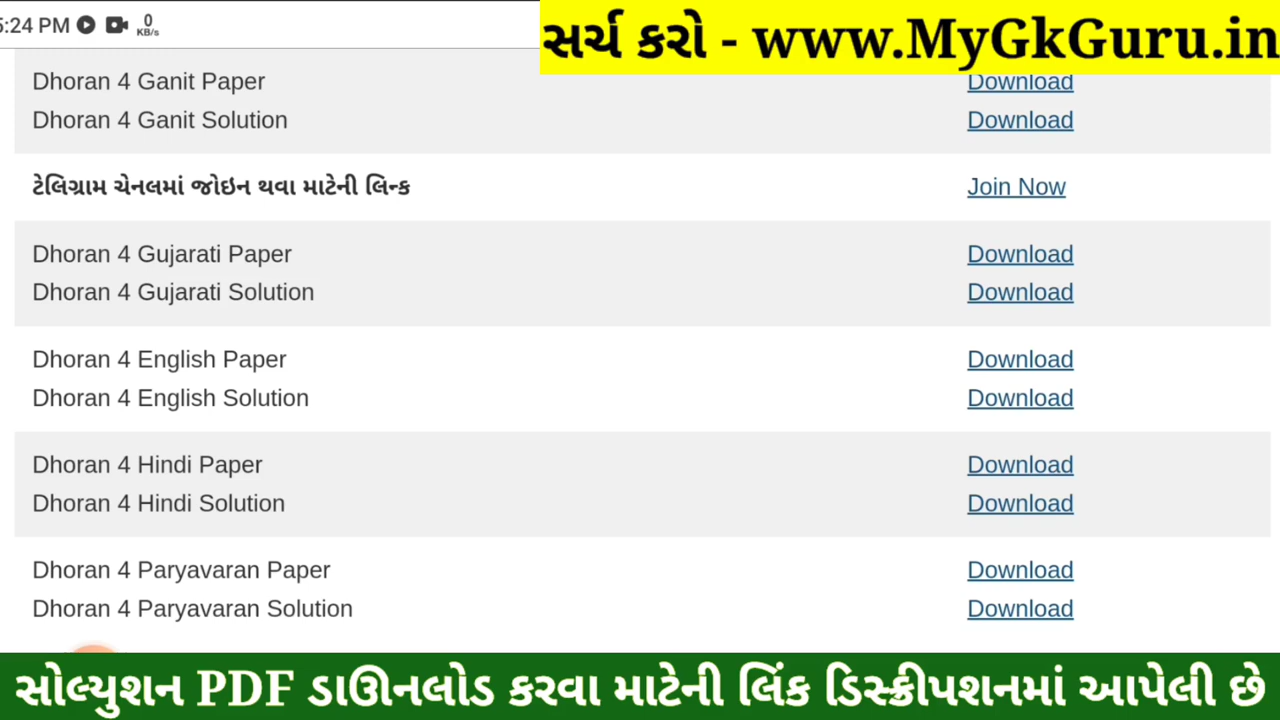 5:24 PM 0 KB/s
સર્ચ કરો - www.MyGkGuru.in
Dhoran 4 Ganit Paper Download
Dhoran 4 Ganit Solution Download
ટેલિગ્રામ ચેનલમાં જોઇન થવા માટેની લિન્ક Join Now
Dhoran 4 Gujarati Paper Download
Dhoran 4 Gujarati Solution Download
Dhoran 4 English Paper Download
Dhoran 4 English Solution Download
Dhoran 4 Hindi Paper Download
Dhoran 4 Hindi Solution Download
Dhoran 4 Paryavaran Paper Download
Dhoran 4 Paryavaran Solution Download
સોલ્યુશન PDF ડાઊનલોડ કરવા માટેની લિંક ડિસ્ક્રીપશનમાં આપેલી છે